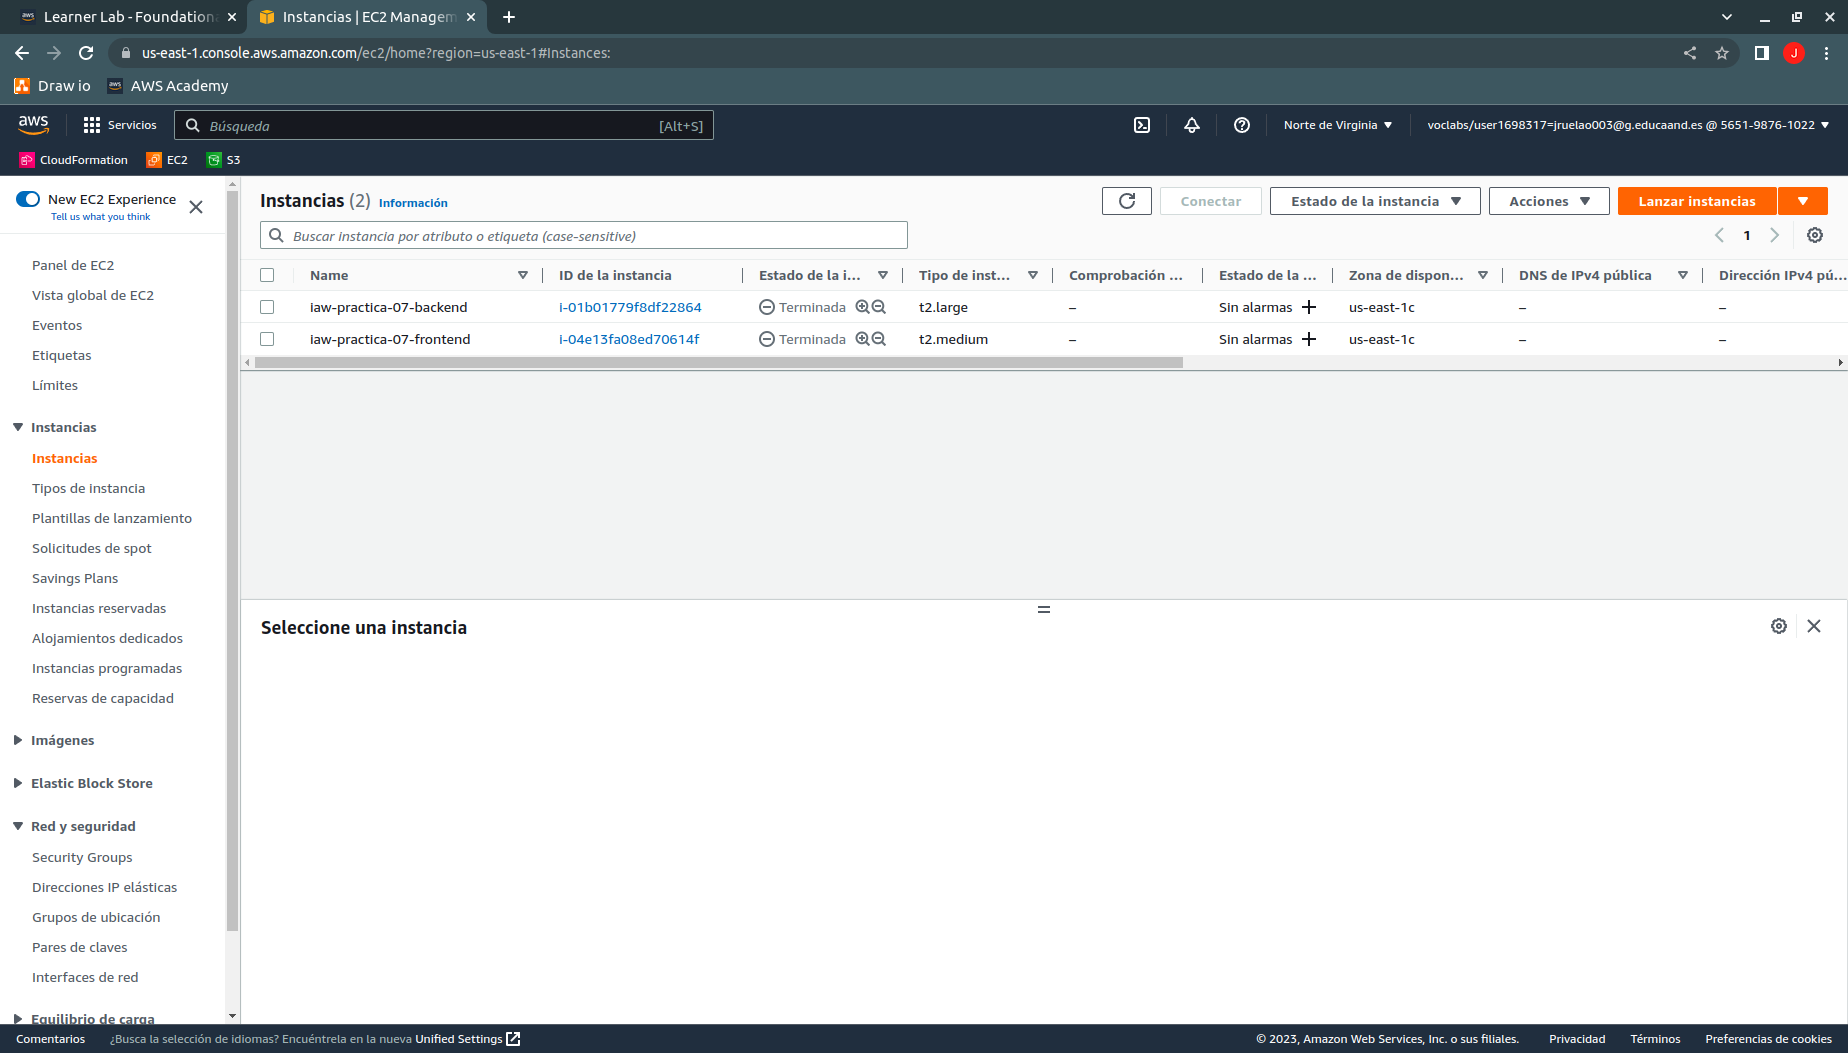 Learner Lab - Foundationa
Instancias | EC2 Managem
us-east-1.console.aws.amazon.com/ec2/home?region=us-east-1#Instances:
J
Draw io
aws
AWS Academy
aws
Servicios
Búsqueda
[Alt+S]
Norte de Virginia
voclabs/user1698317=jruelao003@g.educaand.es @ 5651-9876-1022
CloudFormation
EC2
S3
New EC2 Experience
Tell us what you think
Panel de EC2
Vista global de EC2
Eventos
Etiquetas
Límites
Instancias
Instancias
Tipos de instancia
Plantillas de lanzamiento
Solicitudes de spot
Savings Plans
Instancias reservadas
Alojamientos dedicados
Instancias programadas
Reservas de capacidad
Imágenes
Elastic Block Store
Red y seguridad
Security Groups
Direcciones IP elásticas
Grupos de ubicación
Pares de claves
Interfaces de red
Equilibrio de carga
Instancias (2) Información
Conectar
Estado de la instancia
Acciones
Lanzar instancias
Buscar instancia por atributo o etiqueta (case-sensitive)
1
Name ID de la instancia Estado de la i... Tipo de inst... Comprobación ... Estado de la ... Zona de dispon... DNS de IPv4 pública Dirección IPv4 pú...
iaw-practica-07-backend i-01b01779f8df22864 Terminada t2.large – Sin alarmas us-east-1c – –
iaw-practica-07-frontend i-04e13fa08ed70614f Terminada t2.medium – Sin alarmas us-east-1c – –
Seleccione una instancia
Comentarios
¿Busca la selección de idiomas? Encuéntrela en la nueva Unified Settings
© 2023, Amazon Web Services, Inc. o sus filiales.
Privacidad
Términos
Preferencias de cookies